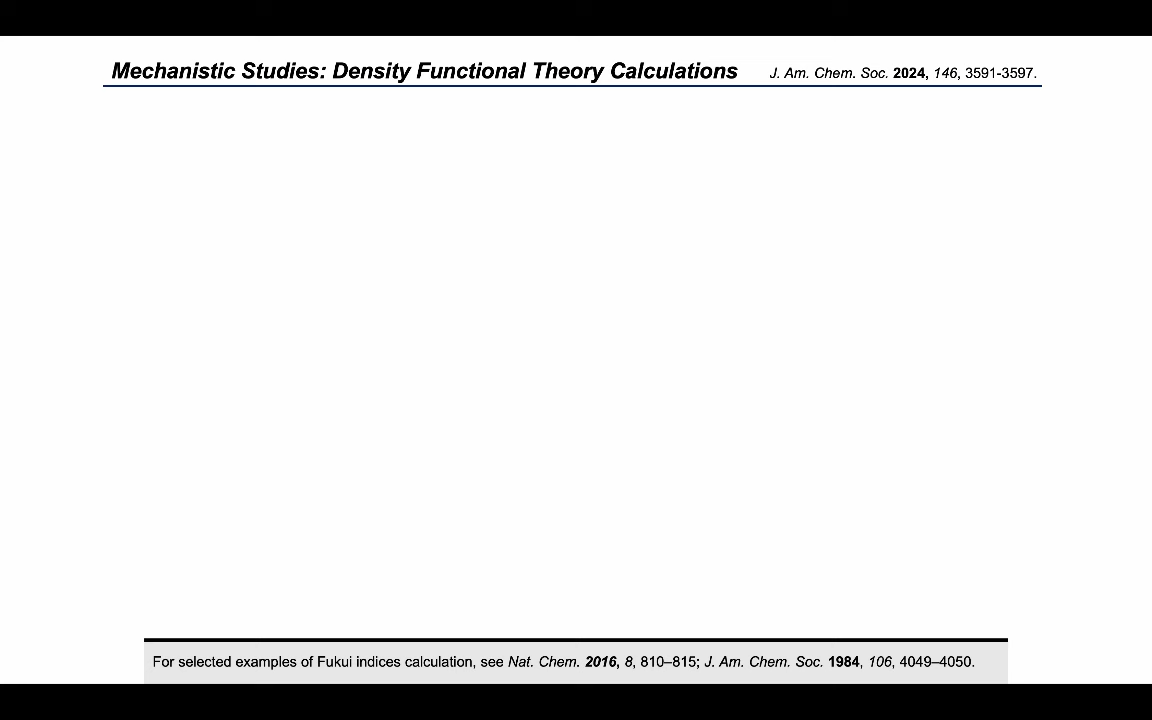 Mechanistic Studies: Density Functional Theory Calculations J. Am. Chem. Soc. 2024, 146, 3591-3597.
For selected examples of Fukui indices calculation, see Nat. Chem. 2016, 8, 810–815; J. Am. Chem. Soc. 1984, 106, 4049–4050.